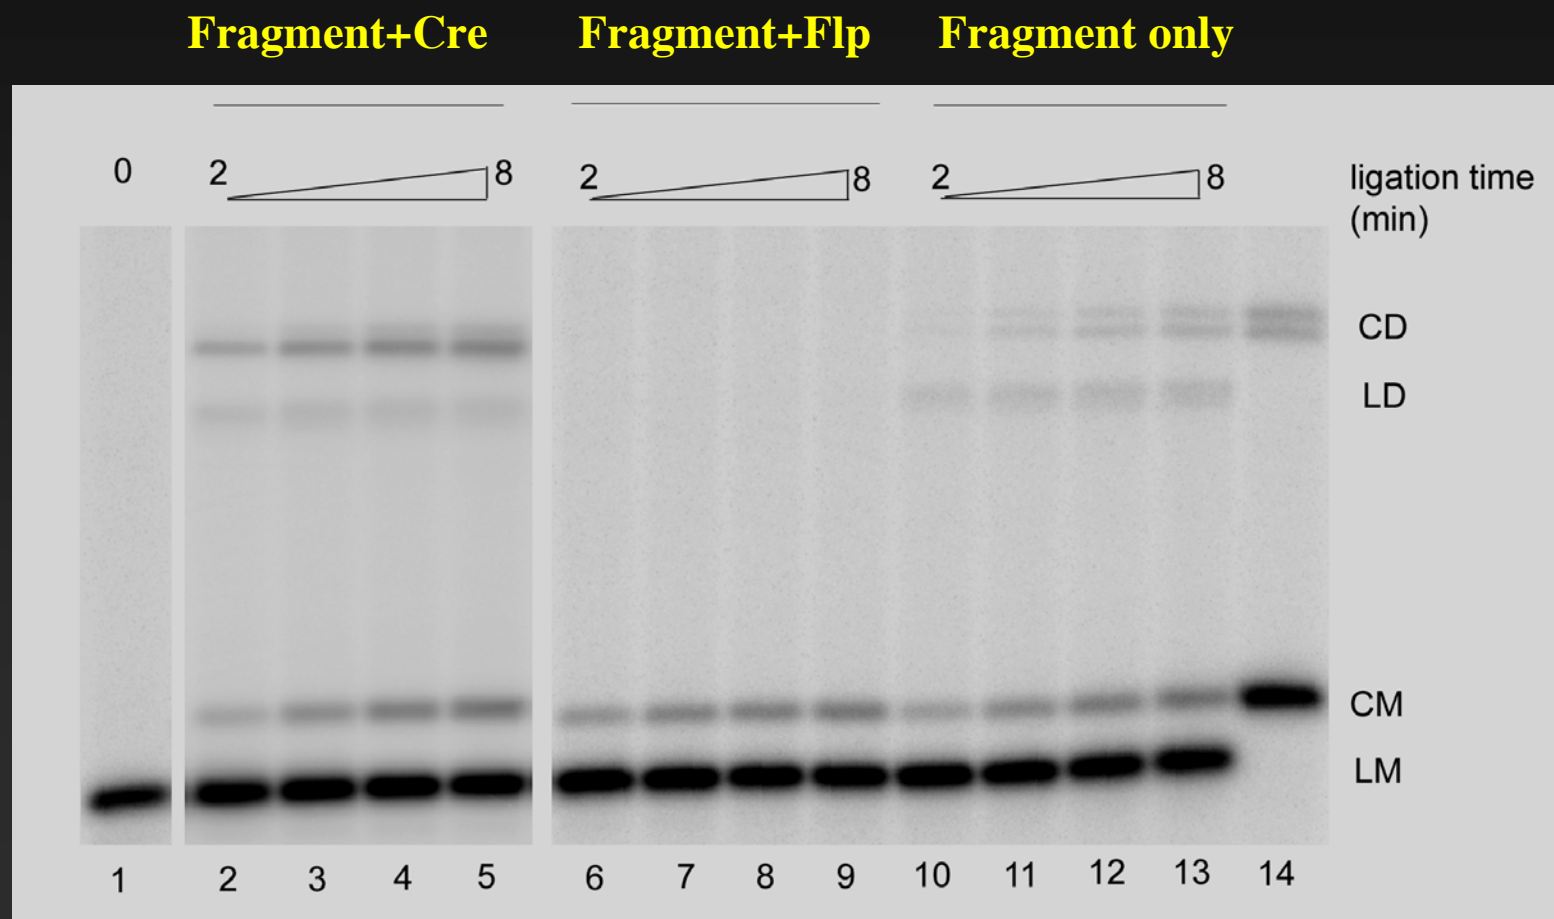 Fragment+Cre Fragment+Flp Fragment only
0 2 8 2 8 2 8 ligation time
(min)
CD
LD
CM
LM
1 2 3 4 5 6 7 8 9 10 11 12 13 14